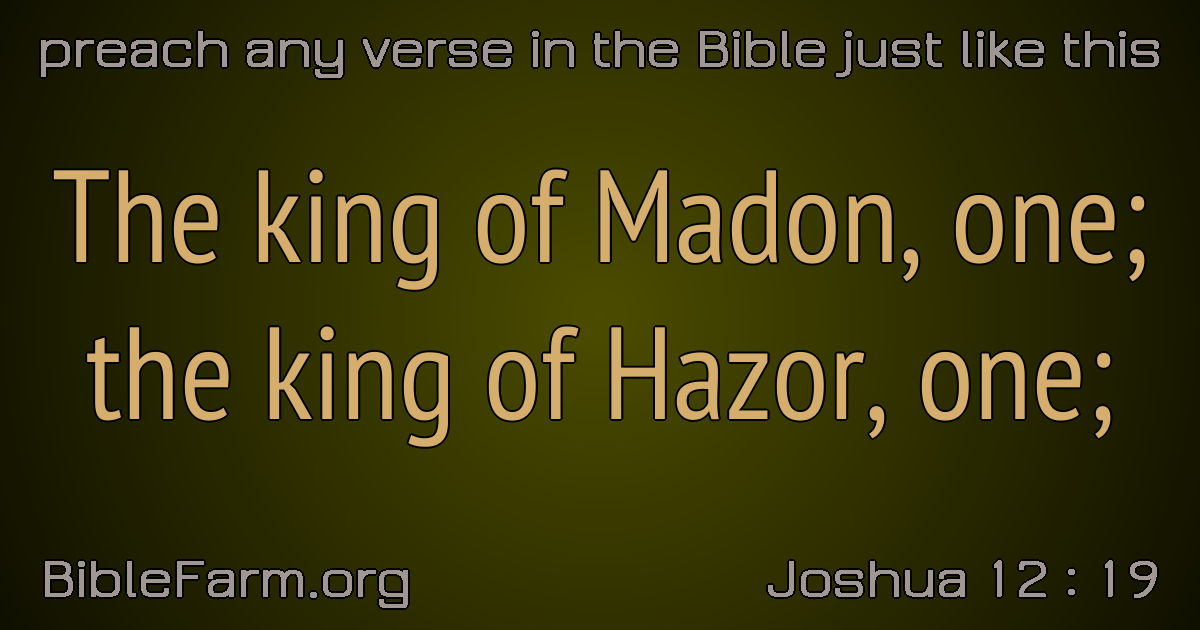 preach any verse in the Bible just like this
The king of Madon, one;
the king of Hazor, one;
BibleFarm.org
Joshua 12 : 19